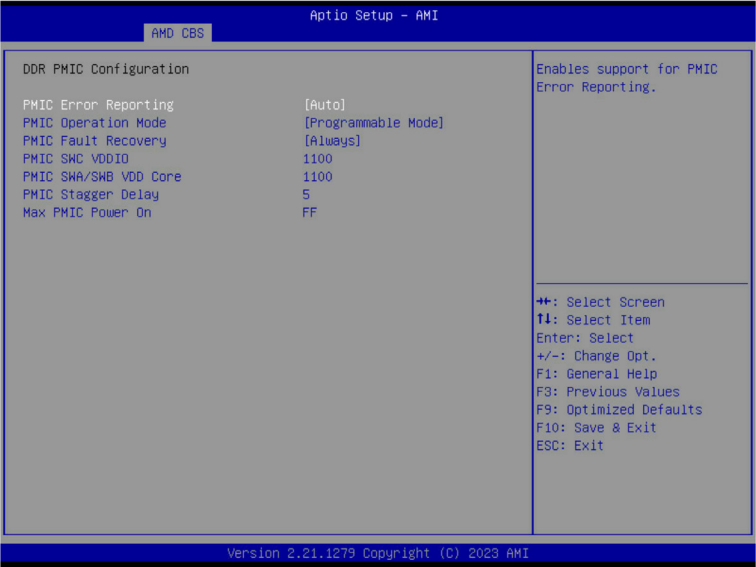 Aptio Setup - AMI
AMD CBS
DDR PMIC Configuration
PMIC Error Reporting [Auto]
PMIC Operation Mode [Programmable Mode]
PMIC Fault Recovery [Always]
PMIC SWC VDDIO 1100
PMIC SWA/SWB VDD Core 1100
PMIC Stagger Delay 5
Max PMIC Power On FF
Enables support for PMIC
Error Reporting.
→←: Select Screen
↑↓: Select Item
Enter: Select
+/-: Change Opt.
F1: General Help
F3: Previous Values
F9: Optimized Defaults
F10: Save & Exit
ESC: Exit
Version 2.21.1279 Copyright (C) 2023 AMI